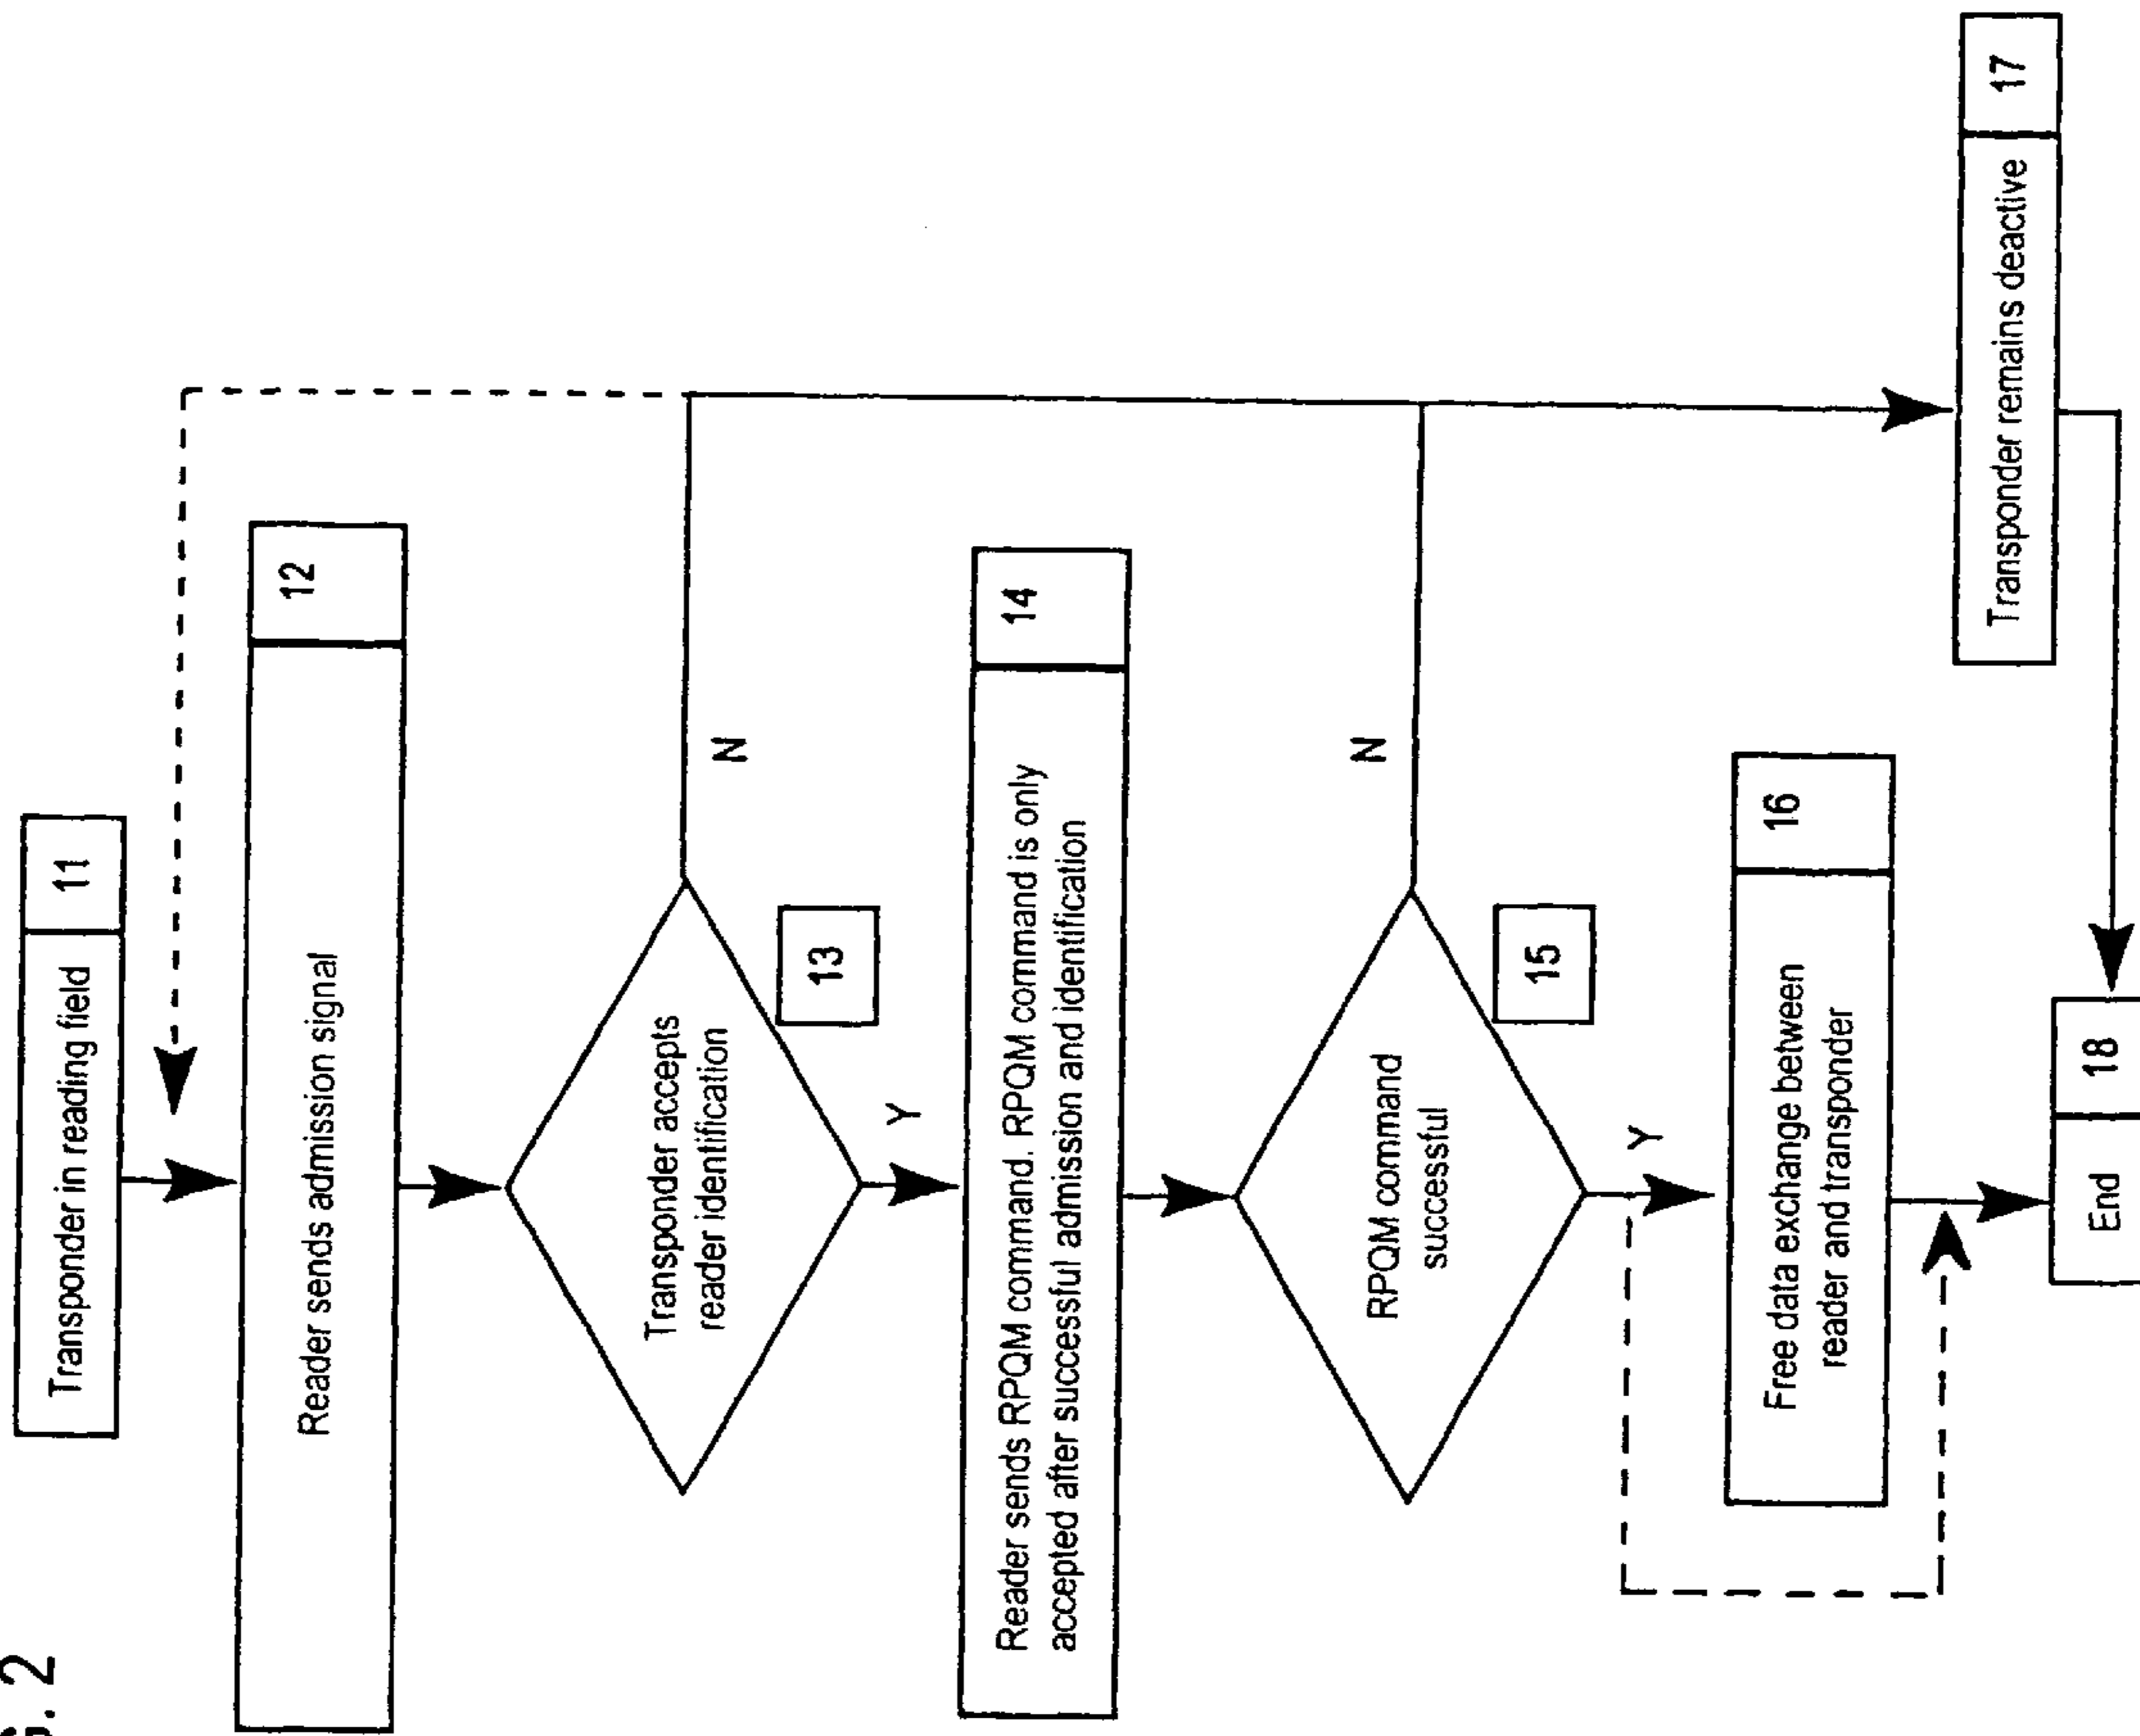 G. 2
Transponder in reading field
11
Reader sends admission signal
12
Transponder accepts
reader identification
13
N
Y
Reader sends RPQM command. RPQM command is only
accepted after successful admission and identification
14
RPQM command
successful
15
N
Y
Free data exchange between
reader and transponder
16
Transponder remains deactive
17
End
18